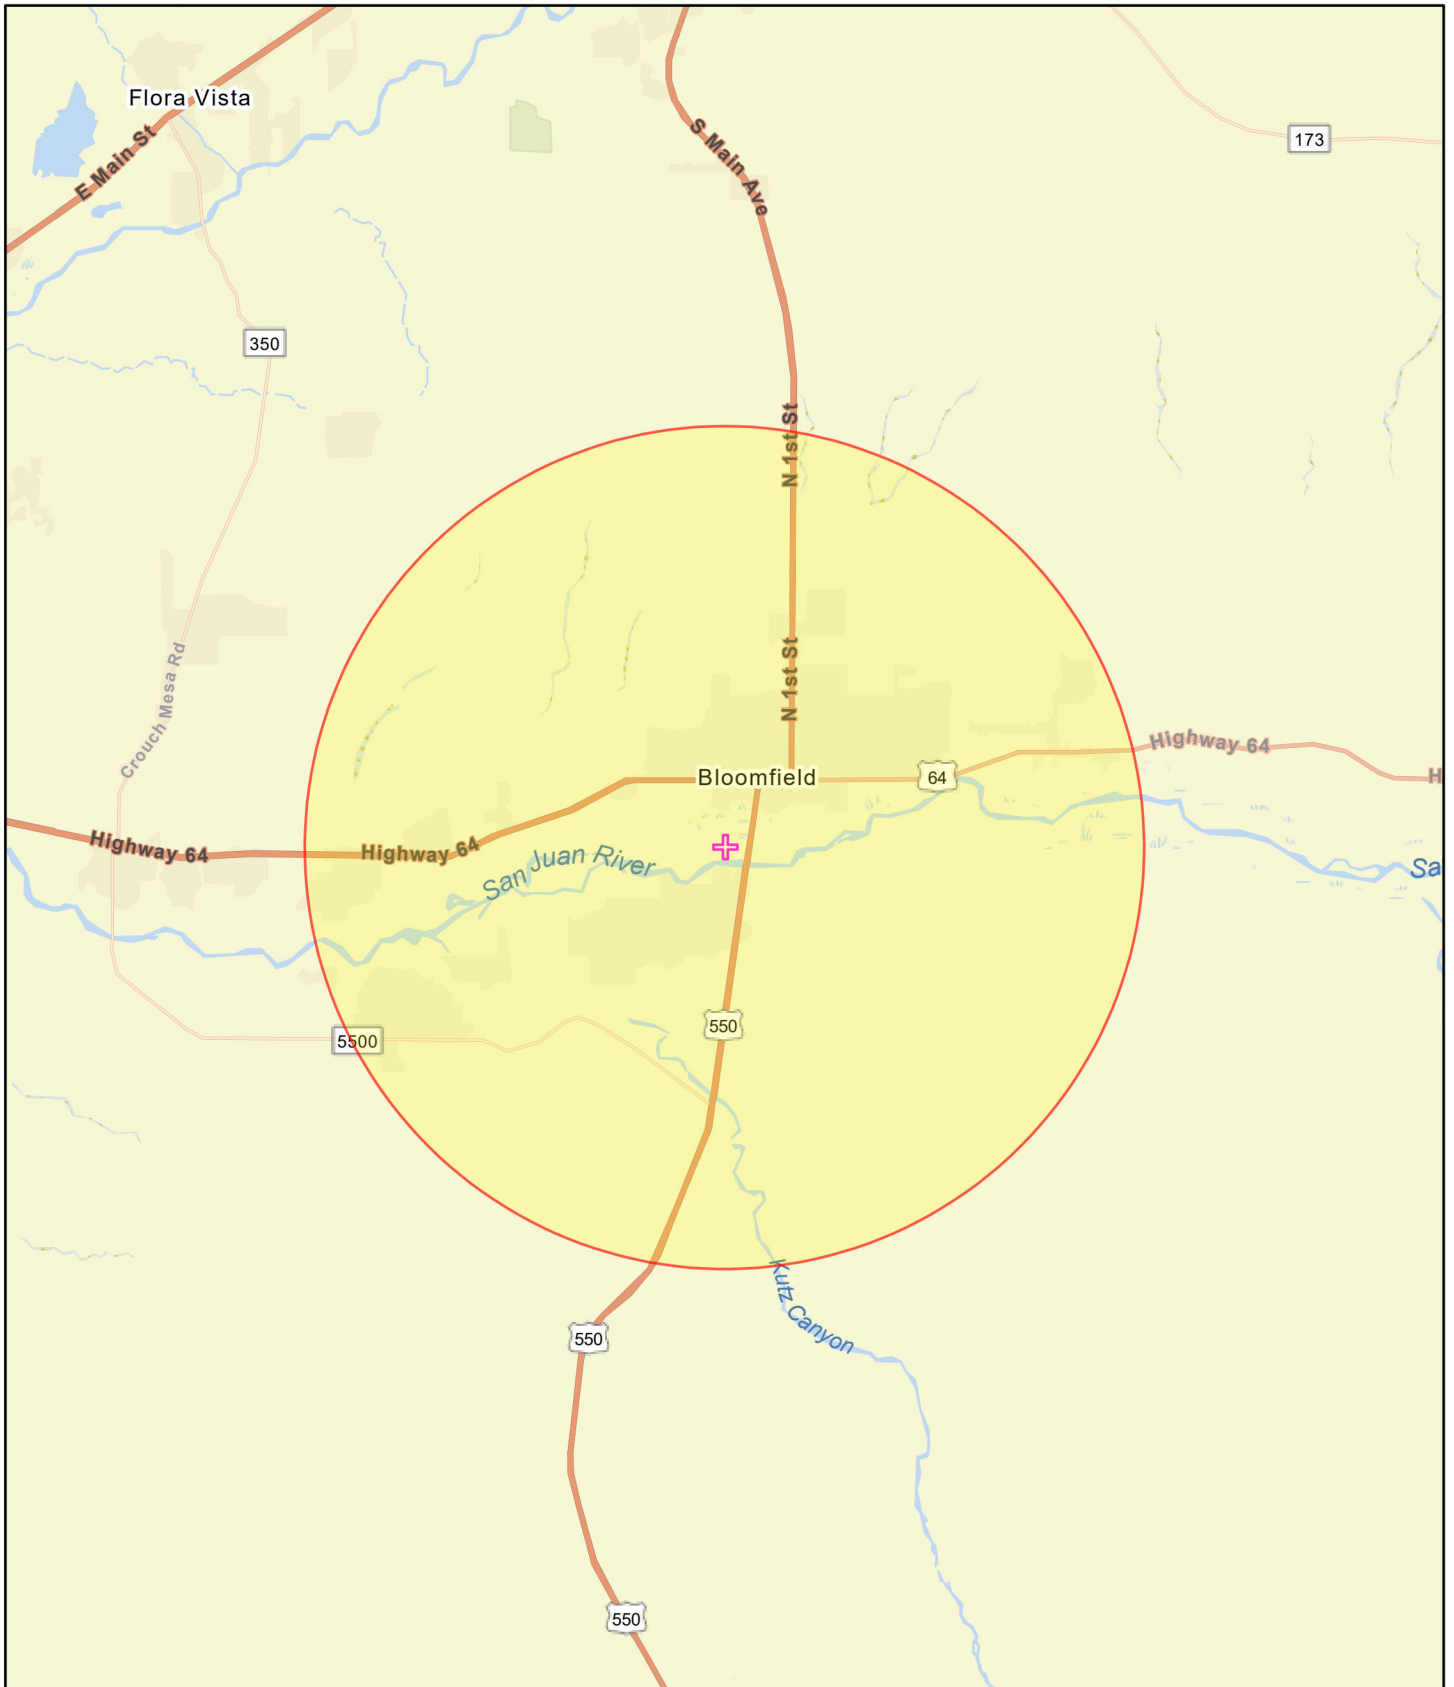 Flora Vista
E Main St
S Main Ave
173
350
N 1st St
Crouch Mesa Rd
N 1st St
Highway 64
Bloomfield
64
H
Highway 64
Highway 64
San Juan River
Sa
550
5500
Kutz Canyon
550
550